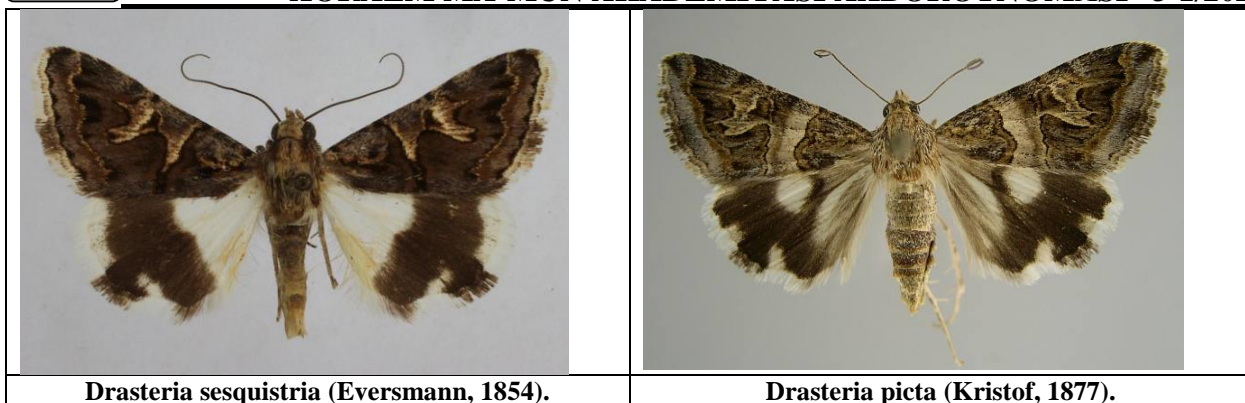 Drasteria sesquistria (Eversmann, 1854).
Drasteria picta (Kristof, 1877).